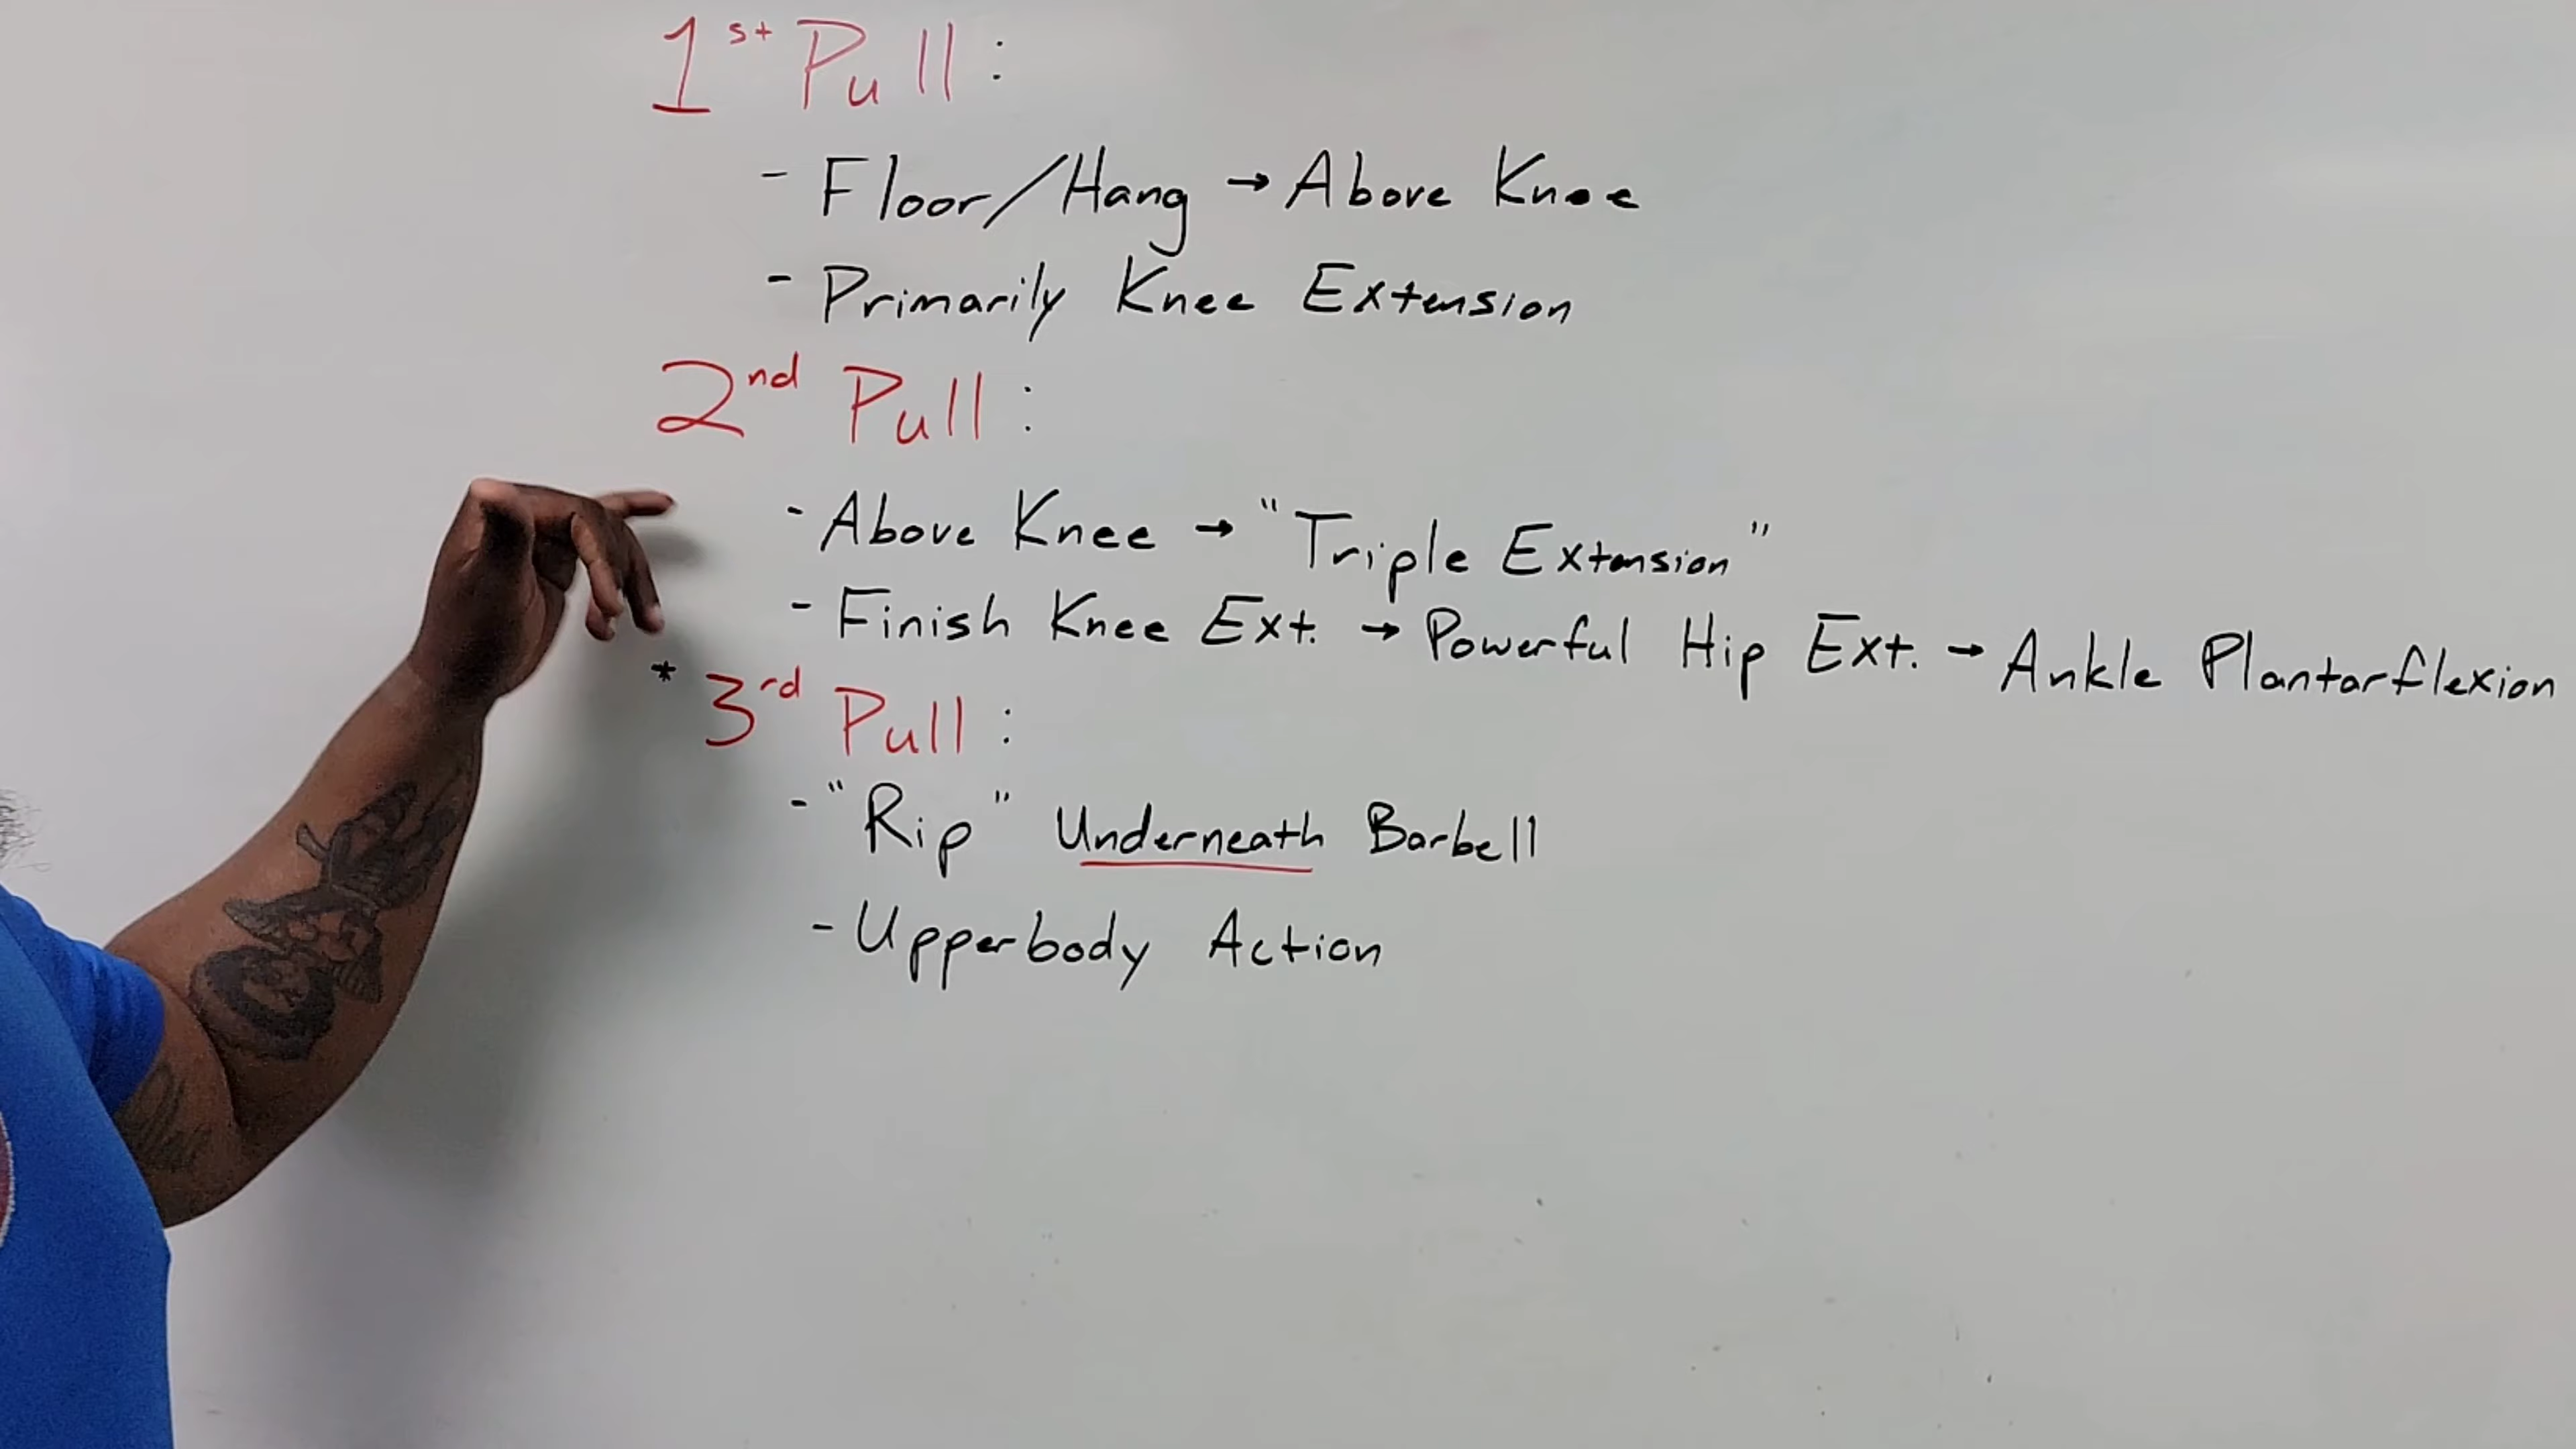 1st Pull:
- Floor/Hang → Above Knee
- Primarily Knee Extension
2nd Pull:
- Above Knee → "Triple Extension"
- Finish Knee Ext. → Powerful Hip Ext. → Ankle Plantarflexion
* 3rd Pull:
- "Rip" Underneath Barbell
- Upperbody Action